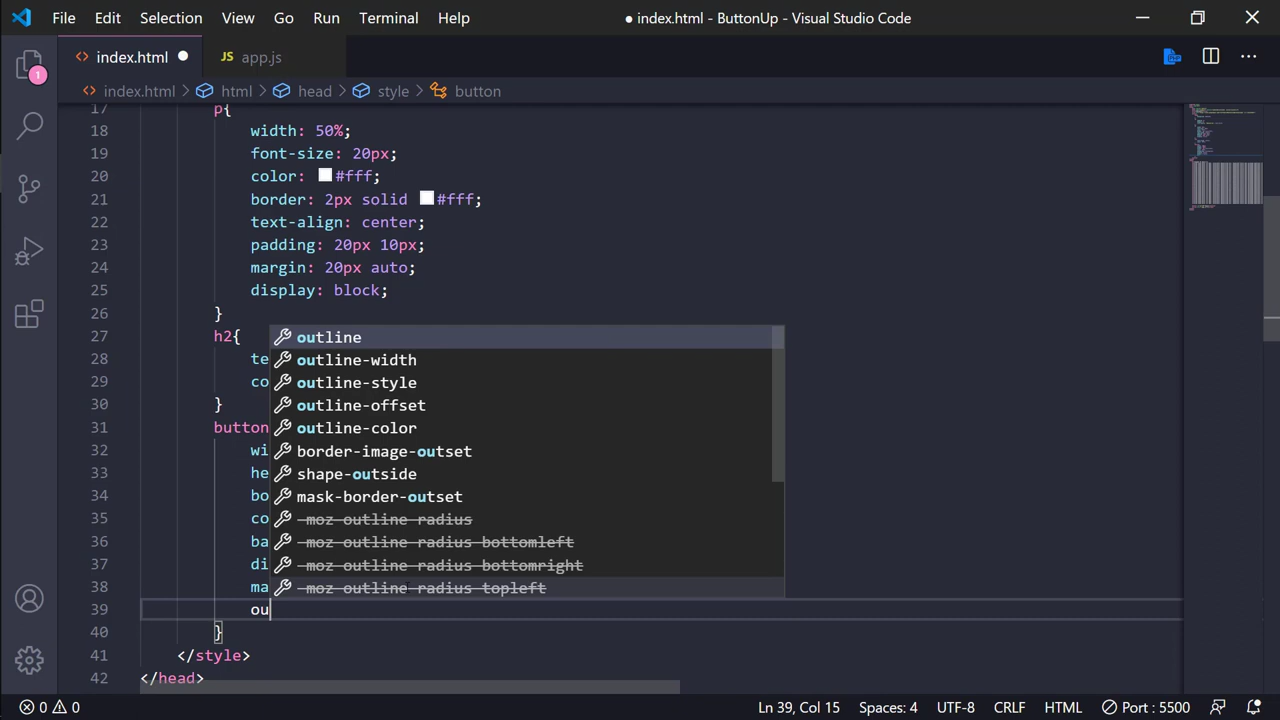 File Edit Selection View Go Run Terminal Help ● index.html - ButtonUp - Visual Studio Code
<> index.html JS app.js
<> index.html > html > head > style > button
1
17 p{
18 width: 50%;
19 font-size: 20px;
20 color: #fff;
21 border: 2px solid #fff;
22 text-align: center;
23 padding: 20px 10px;
24 margin: 20px auto;
25 display: block;
26 }
27 h2{
outline
28 te
outline-width
29 co
outline-style
30 }
outline-offset
31 button
outline-color
32 wi
border-image-outset
33 he
shape-outside
34 bo
mask-border-outset
35 co
-moz-outline-radius
36 ba
-moz-outline-radius-bottomleft
37 di
-moz-outline-radius-bottomright
38 ma
-moz-outline-radius-topleft
39 ou
40 }
41 </style>
42 </head>
0 0 Ln 39, Col 15 Spaces: 4 UTF-8 CRLF HTML Port : 5500